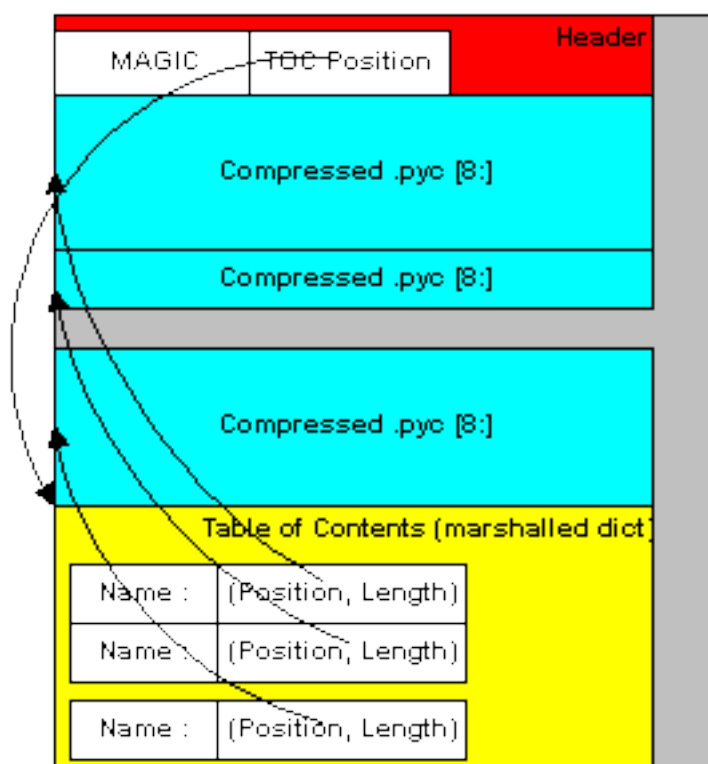 Header
MAGIC TOC Position
Compressed .pyc [8:]
Compressed .pyc [8:]
Compressed .pyc [8:]
Table of Contents (marshalled dict)
Name : (Position, Length)
Name : (Position, Length)
Name : (Position, Length)